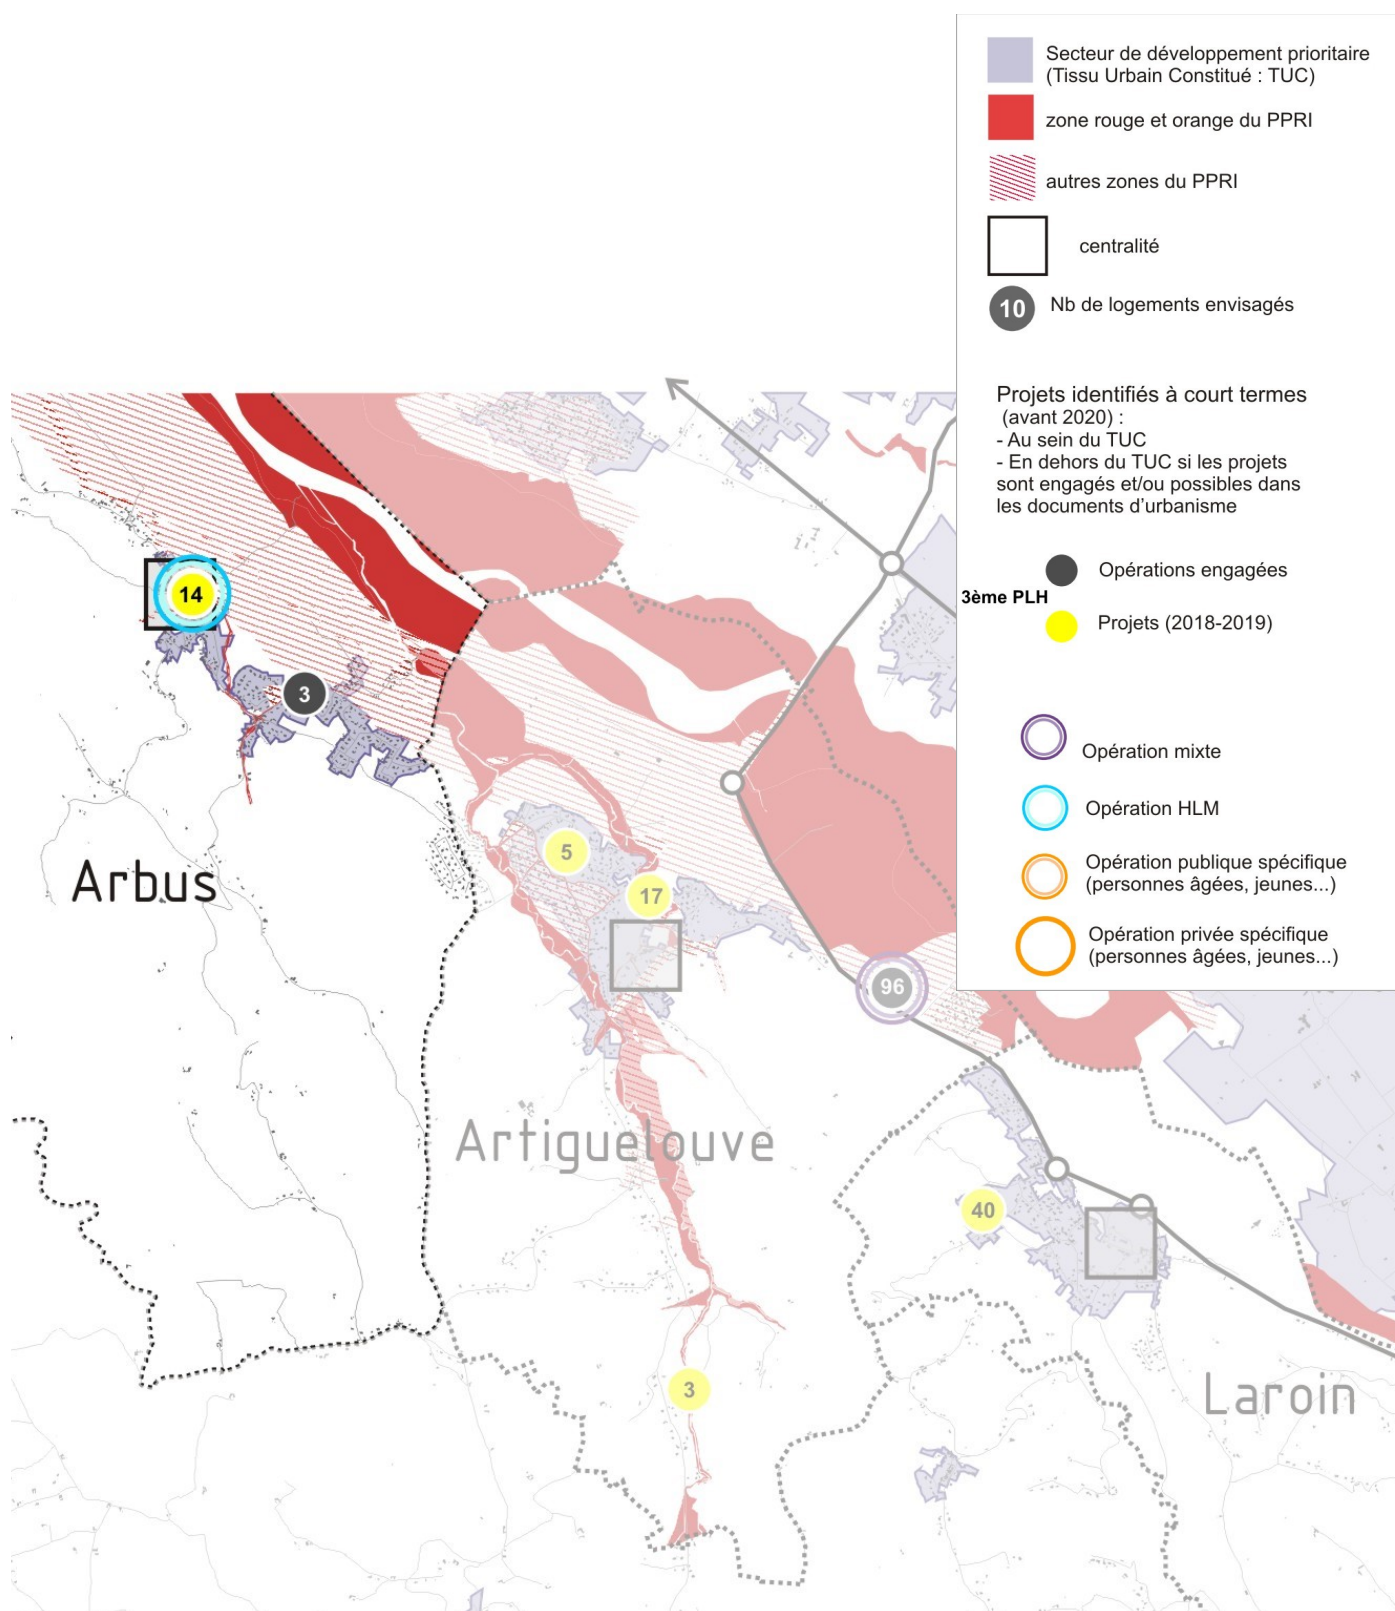 Secteur de développement prioritaire
(Tissu Urbain Constitué : TUC)
zone rouge et orange du PPRI
autres zones du PPRI
centralité
10
Nb de logements envisagés
Projets identifiés à court termes
(avant 2020) :
- Au sein du TUC
- En dehors du TUC si les projets
sont engagés et/ou possibles dans
les documents d'urbanisme
Opérations engagées
3ème PLH
Projets (2018-2019)
Opération mixte
Opération HLM
Opération publique spécifique
(personnes âgées, jeunes...)
Opération privée spécifique
(personnes âgées, jeunes...)
14
3
5
17
96
Arbus
Artiguelouve
40
3
Laroin